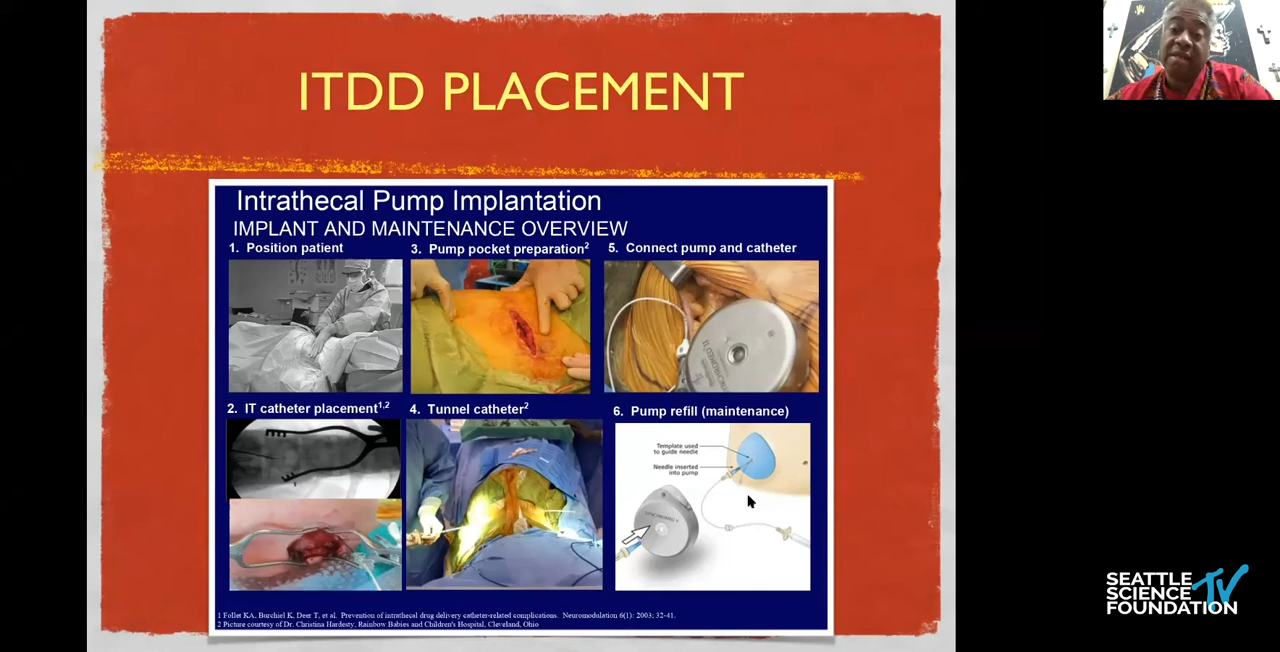 ITDD PLACEMENT
Intrathecal Pump Implantation
IMPLANT AND MAINTENANCE OVERVIEW
1. Position patient
3. Pump pocket preparation2
5. Connect pump and catheter
2. IT catheter placement1,2
4. Tunnel catheter2
6. Pump refill (maintenance)
Template used
to guide needle
Needle inserted
into pump
1 Follet KA, Burchiel K, Deer T, et al. Prevention of intrathecal drug delivery catheter-related complications. Neuromodulation 6(1): 2003; 32-41.
2 Picture courtesy of Dr. Christina Hardesty, Rainbow Babies and Children's Hospital, Cleveland, Ohio
SEATTLE
SCIENCE TV
FOUNDATION